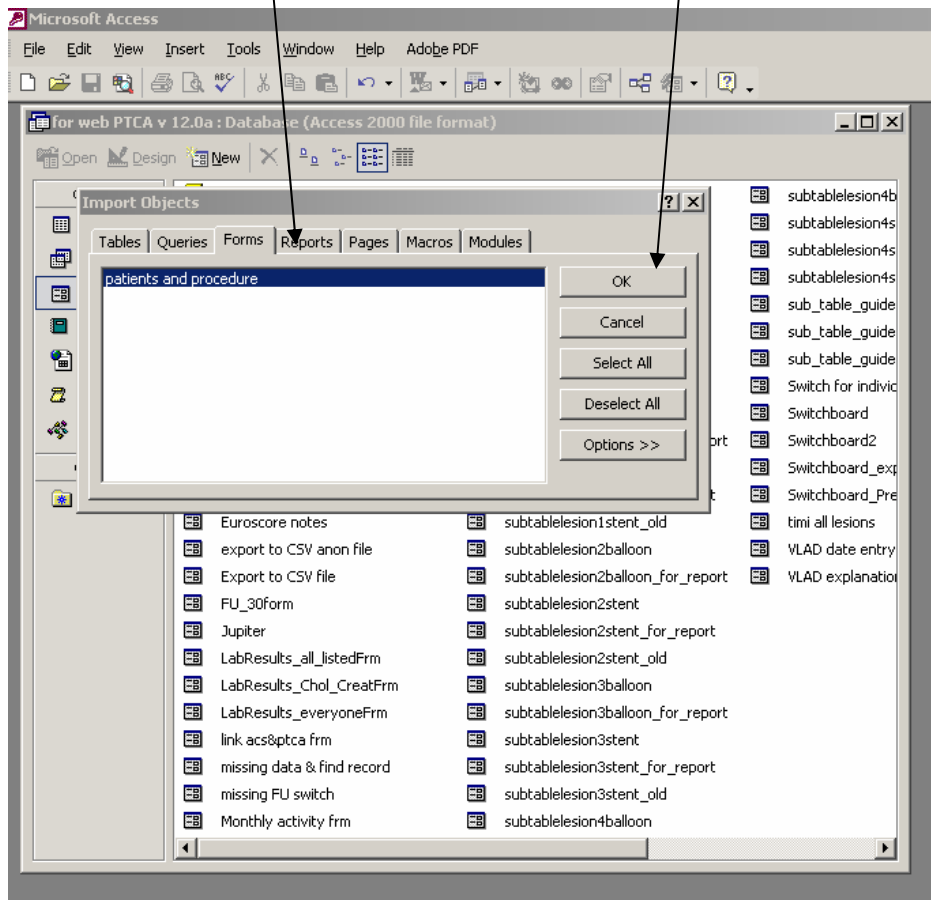 Microsoft Access
File Edit View Insert Tools Window Help Adobe PDF
for web PTCA v 12.0a : Database (Access 2000 file format)
Open Design New
Import Objects
Tables Queries Forms Reports Pages Macros Modules
patients and procedure
OK
Cancel
Select All
Deselect All
Options >>
Euroscore notes
export to CSV anon file
Export to CSV file
FU_30form
Jupiter
LabResults_all_listedFrm
LabResults_Chol_CreatFrm
LabResults_everyoneFrm
link acs&ptca frm
missing data & find record
missing FU switch
Monthly activity frm
subtablelesion1stent_old
subtablelesion2balloon
subtablelesion2balloon_for_report
subtablelesion2stent
subtablelesion2stent_for_report
subtablelesion2stent_old
subtablelesion3balloon
subtablelesion3balloon_for_report
subtablelesion3stent
subtablelesion3stent_for_report
subtablelesion3stent_old
subtablelesion4balloon
subtablelesion4b
subtablelesion4s
subtablelesion4s
subtablelesion4s
sub_table_guide
sub_table_guide
sub_table_guide
Switch for individ
Switchboard
Switchboard2
Switchboard_exp
Switchboard_Pre
timi all lesions
VLAD date entry
VLAD explanation